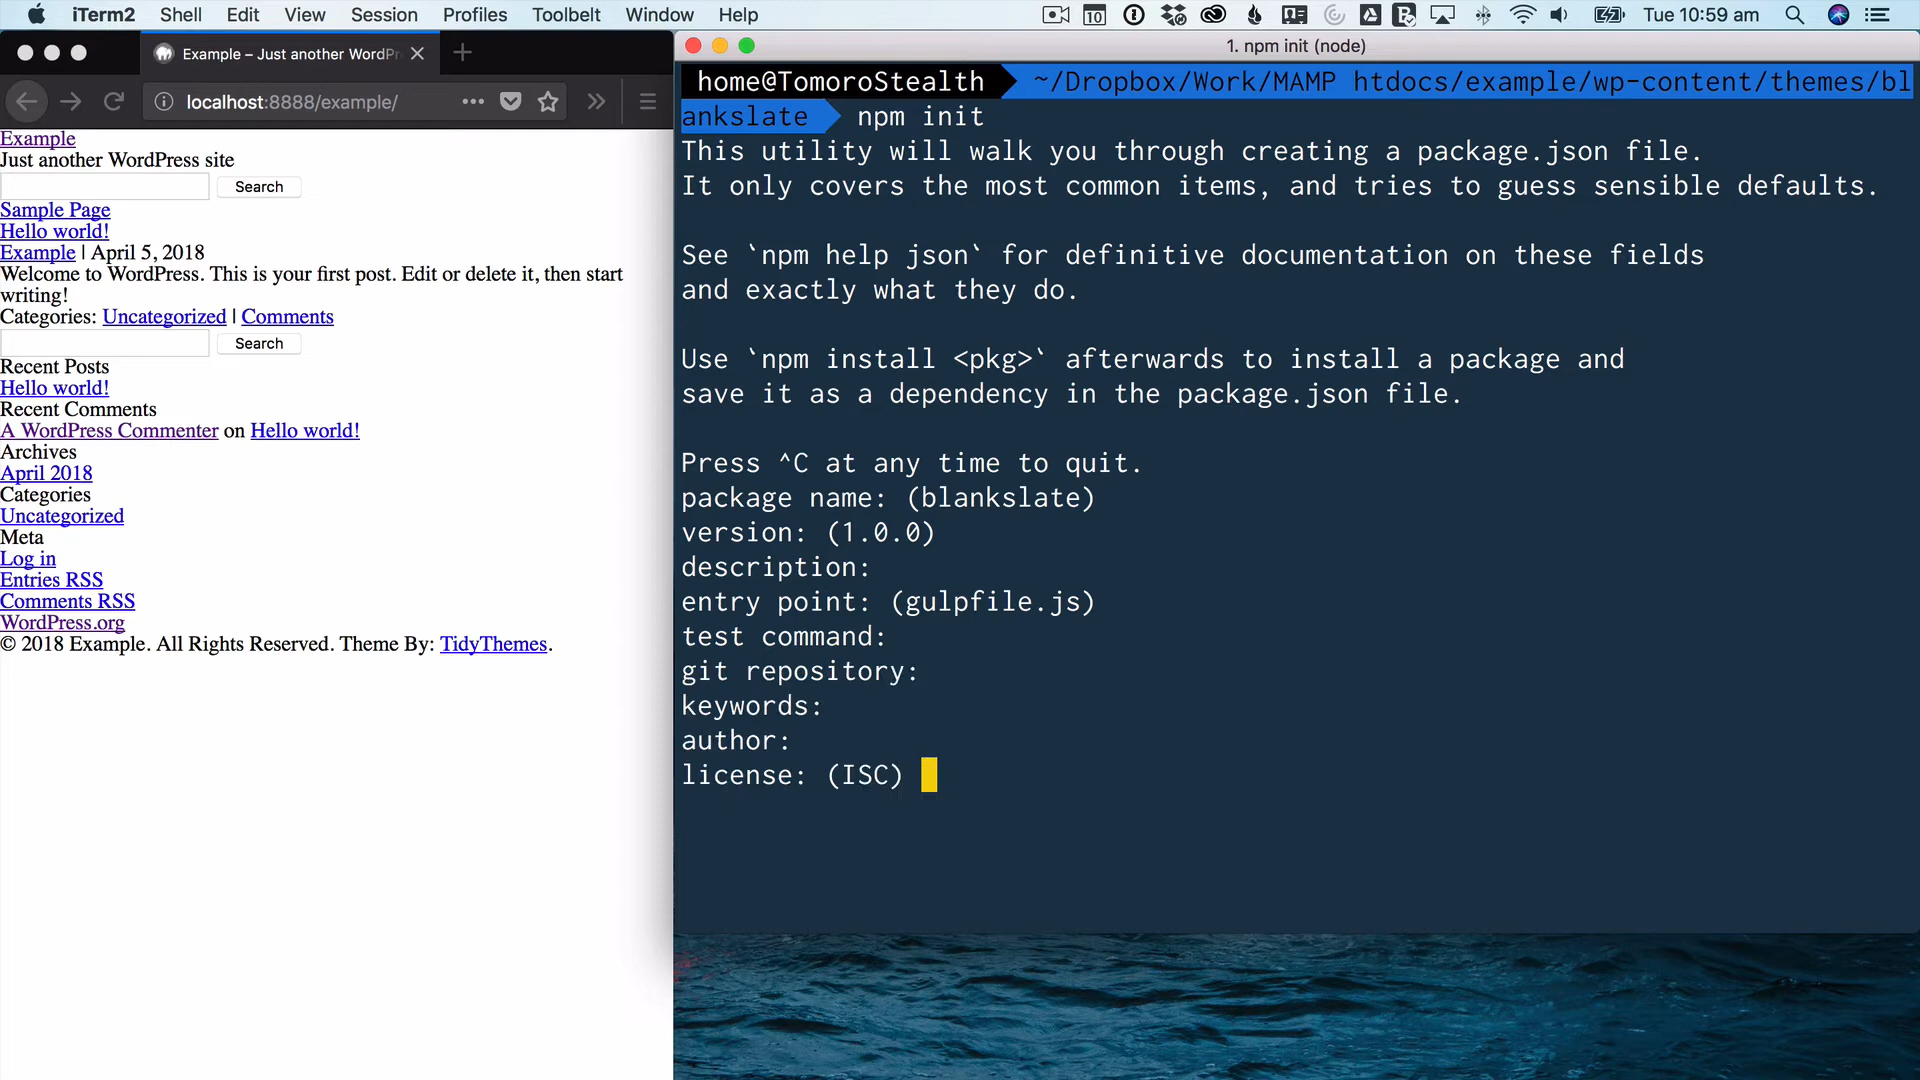 iTerm2 Shell Edit View Session Profiles Toolbelt Window Help 10 Tue 10:59 am
Example – Just another WordPr
localhost:8888/example/
Example
Just another WordPress site
Search
Sample Page
Hello world!
Example | April 5, 2018
Welcome to WordPress. This is your first post. Edit or delete it, then start
writing!
Categories: Uncategorized | Comments
Search
Recent Posts
Hello world!
Recent Comments
A WordPress Commenter on Hello world!
Archives
April 2018
Categories
Uncategorized
Meta
Log in
Entries RSS
Comments RSS
WordPress.org
© 2018 Example. All Rights Reserved. Theme By: TidyThemes.
1. npm init (node)
home@TomoroStealth ~/Dropbox/Work/MAMP htdocs/example/wp-content/themes/bl
ankslate npm init
This utility will walk you through creating a package.json file.
It only covers the most common items, and tries to guess sensible defaults.
See `npm help json` for definitive documentation on these fields
and exactly what they do.
Use `npm install <pkg>` afterwards to install a package and
save it as a dependency in the package.json file.
Press ^C at any time to quit.
package name: (blankslate)
version: (1.0.0)
description:
entry point: (gulpfile.js)
test command:
git repository:
keywords:
author:
license: (ISC)